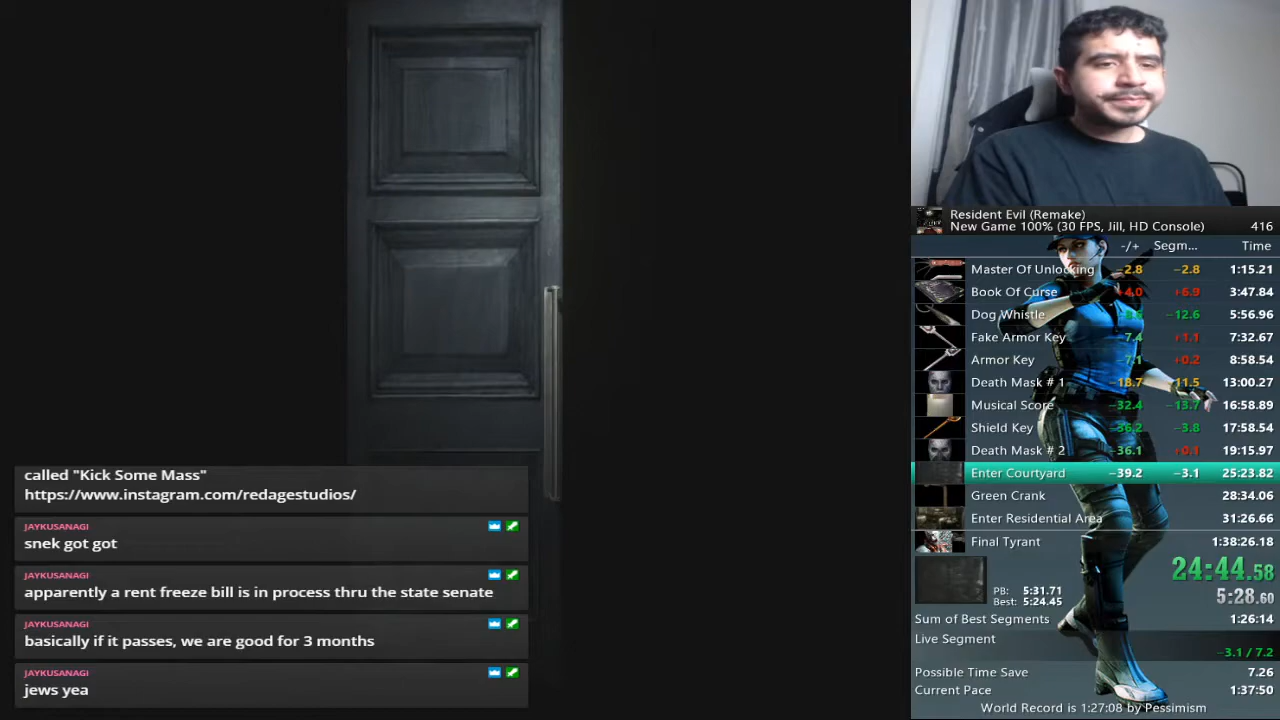 Resident Evil (Remake)
New Game 100% (30 FPS, Jill, HD Console) 416
-/+ Segm... Time
Master Of Unlocking -2.8 -2.8 1:15.21
Book Of Curse +4.0 +6.9 3:47.84
Dog Whistle -12.6 5:56.96
Fake Armor Key -7.4 +1.1 7:32.67
Armor Key -7.1 +0.2 8:58.54
Death Mask # 1 -18.7 -11.5 13:00.27
Musical Score -32.4 -13.7 16:58.89
Shield Key -36.2 -3.8 17:58.54
Death Mask # 2 -36.1 +0.1 19:15.97
Enter Courtyard -39.2 -3.1 25:23.82
Green Crank 28:34.06
Enter Residential Area 31:26.66
Final Tyrant 1:38:26.18
24:44.58
PB: 5:31.71
Best: 5:24.45
5:28.60
Sum of Best Segments 1:26:14
Live Segment
-3.1 / 7.2
Possible Time Save 7.26
Current Pace 1:37:50
World Record is 1:27:08 by Pessimism
called "Kick Some Mass"
https://www.instagram.com/redagestudios/
JAYKUSANAGI
snek got got
JAYKUSANAGI
apparently a rent freeze bill is in process thru the state senate
JAYKUSANAGI
basically if it passes, we are good for 3 months
JAYKUSANAGI
jews yea